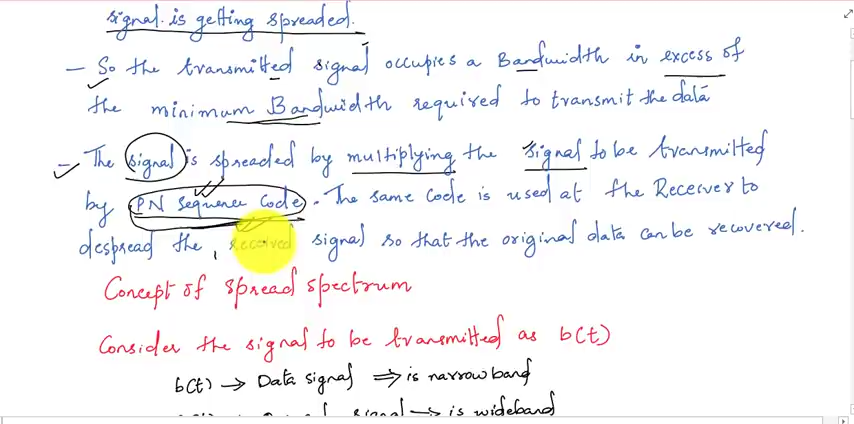 signal is getting spreaded.
– So the transmitted signal occupies a Bandwidth in excess of
the minimum Bandwidth required to transmit the data
– The signal is spreaded by multiplying the signal to be transmitted
by PN Sequence Code. The same Code is used at the Receiver to
despread the received signal so that the original data can be recovered.
Concept of spread spectrum
Consider the signal to be transmitted as b(t)
b(t) → Data signal ⇒ is narrowband
signal → is wideband